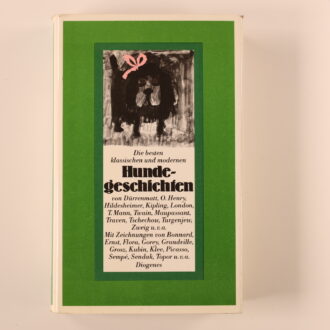 Die besten
klassischen und modernen
Hunde-
geschichten
von Dürrenmatt, O. Henry,
Hildesheimer, Kipling, London,
T. Mann, Twain, Maupassant,
Traven, Tschechow, Turgenjew,
Zweig u.v.a.
Mit Zeichnungen von Bonnard,
Ernst, Flora, Gorey, Grandville,
Grosz, Kubin, Klee, Picasso,
Sempé, Sendak, Topor u.v.a.
Diogenes